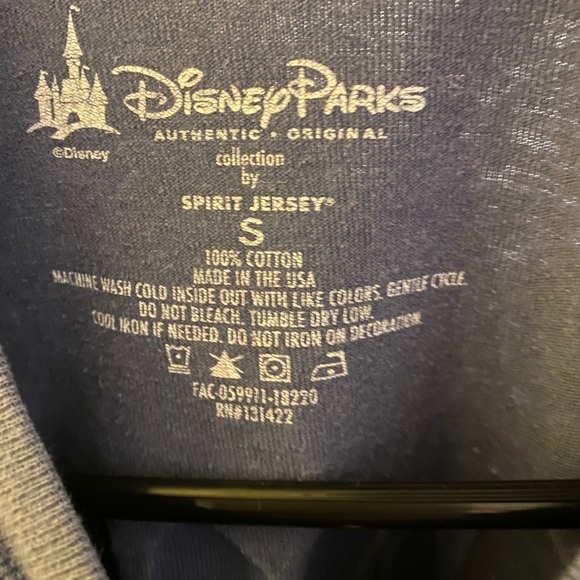 DISNEY PARKS
AUTHENTIC • ORIGINAL
©Disney
collection
by
SPIRIT JERSEY®
S
100% COTTON
MADE IN THE USA
MACHINE WASH COLD INSIDE OUT WITH LIKE COLORS. GENTLE CYCLE.
DO NOT BLEACH. TUMBLE DRY LOW.
COOL IRON IF NEEDED. DO NOT IRON ON DECORATION.
FAC-059911-18220
RN#131422